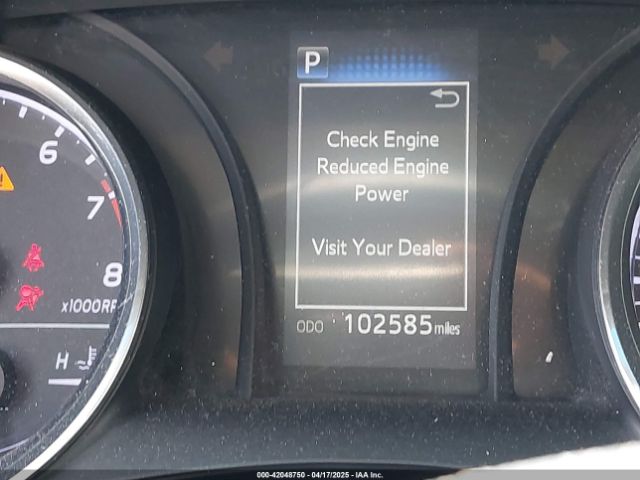 P
Check Engine
Reduced Engine
Power
Visit Your Dealer
ODO 102585 miles
6
7
8
x1000RP
H
000-42048750 - 04/17/2025 - IAA Inc.